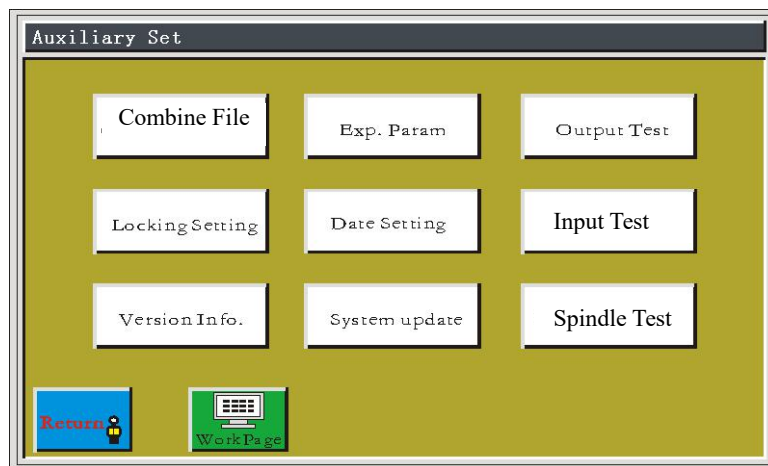 Auxiliary Set
Combine File
Exp. Param
Output Test
Locking Setting
Date Setting
Input Test
Version Info.
System update
Spindle Test
Return
WorkPage